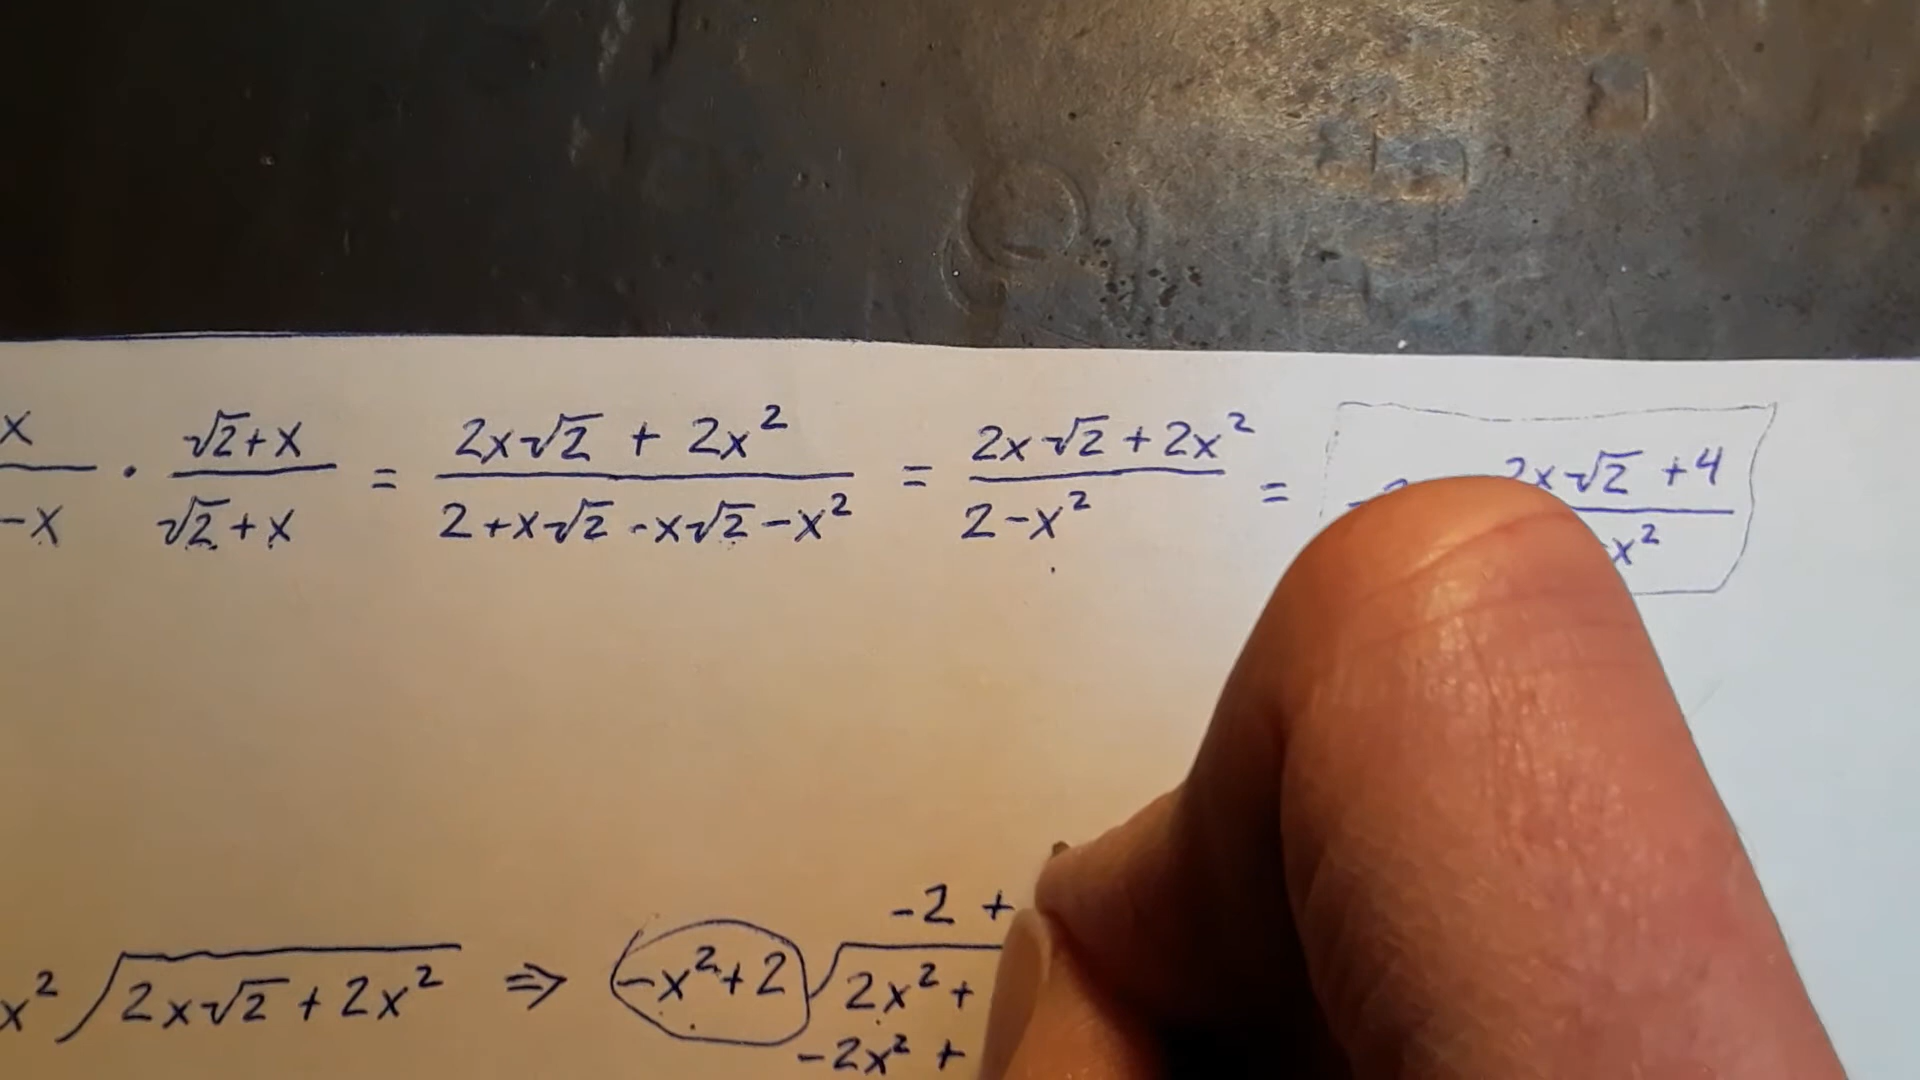 x/-x · √2+x/√2+x = 2x√2 + 2x²/2+x√2-x√2-x² = 2x√2+2x²/2-x² = 2x√2+4/x²
-2 +
x² √2x√2+2x² ⇒ -x²+2 √2x²+
-2x² +